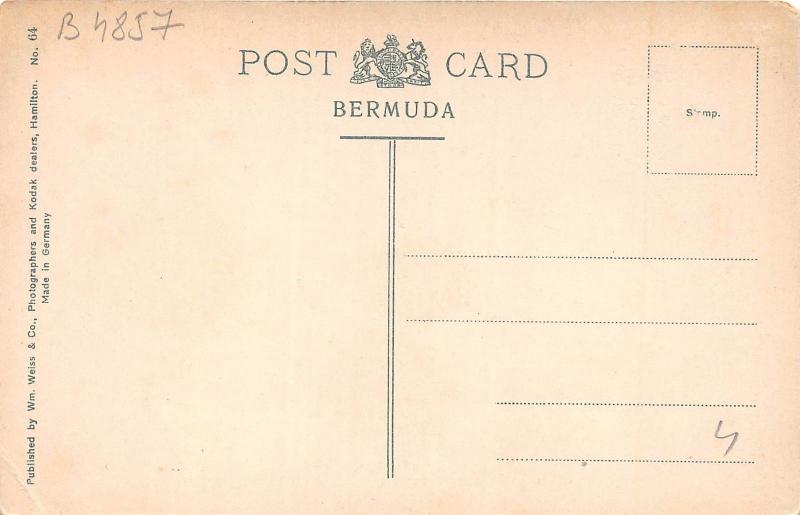 B 4857
POST CARD
BERMUDA
Stamp.
Published by Wm. Weiss & Co., Photographers and Kodak dealers, Hamilton. No. 64
Made in Germany
4